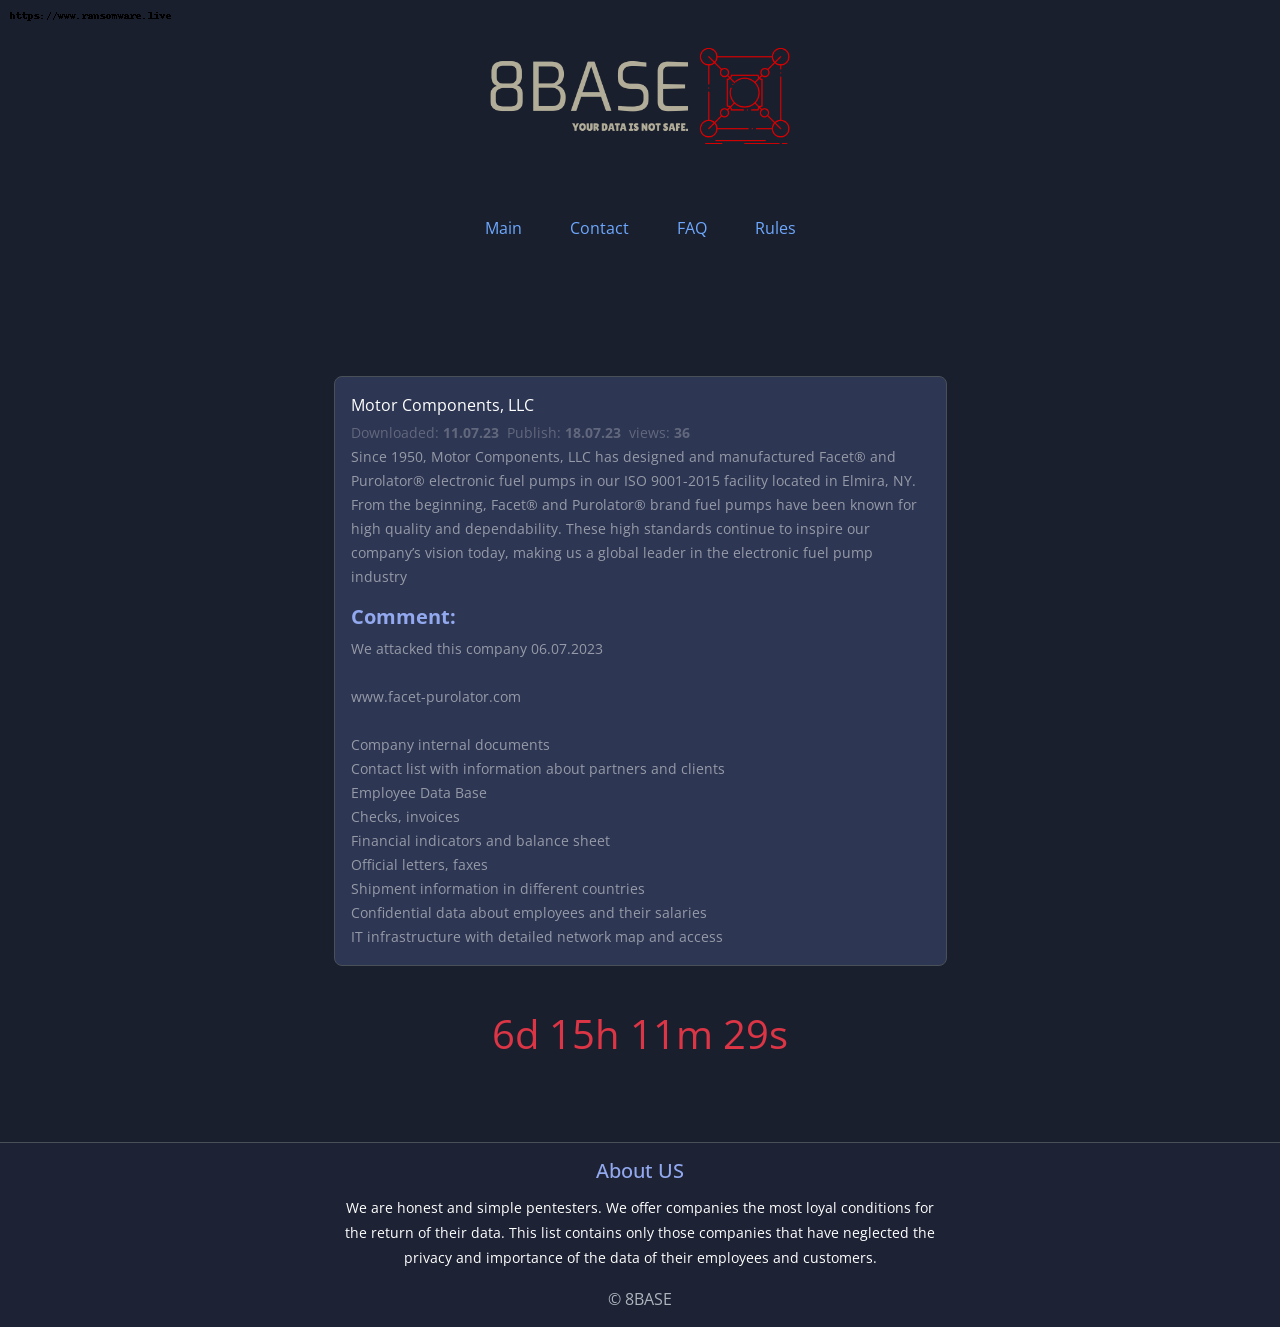 https://www.ransomware.live
8BASE
YOUR DATA IS NOT SAFE.
Main Contact FAQ Rules
Motor Components, LLC
Downloaded: 11.07.23 Publish: 18.07.23 views: 36
Since 1950, Motor Components, LLC has designed and manufactured Facet® and
Purolator® electronic fuel pumps in our ISO 9001-2015 facility located in Elmira, NY.
From the beginning, Facet® and Purolator® brand fuel pumps have been known for
high quality and dependability. These high standards continue to inspire our
company’s vision today, making us a global leader in the electronic fuel pump
industry
Comment:
We attacked this company 06.07.2023
www.facet-purolator.com
Company internal documents
Contact list with information about partners and clients
Employee Data Base
Checks, invoices
Financial indicators and balance sheet
Official letters, faxes
Shipment information in different countries
Confidential data about employees and their salaries
IT infrastructure with detailed network map and access
6d 15h 11m 29s
About US
We are honest and simple pentesters. We offer companies the most loyal conditions for
the return of their data. This list contains only those companies that have neglected the
privacy and importance of the data of their employees and customers.
© 8BASE